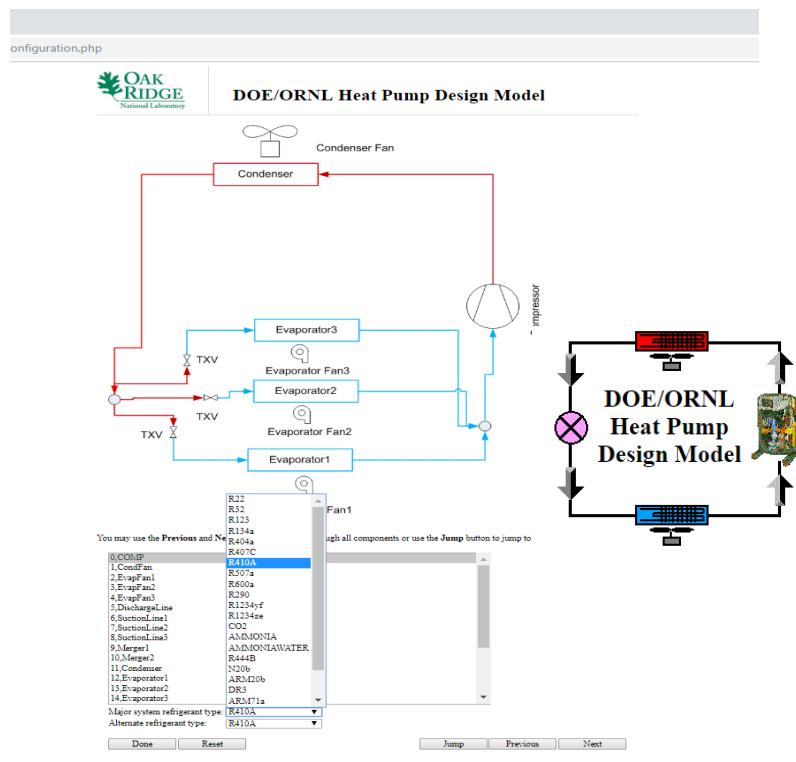 onfiguration.php
OAK
RIDGE
National Laboratory
DOE/ORNL Heat Pump Design Model
Condenser Fan
Condenser
Evaporator3
TXV
Evaporator Fan3
Evaporator2
TXV
Evaporator Fan2
TXV
Evaporator1
Fan1
mpressor
DOE/ORNL
Heat Pump
Design Model
You may use the Previous and Ne
ough all components or use the Jump button to jump to
R22
R32
R123
R134a
R404a
R407C
R410A
R507a
R600a
R290
R1234yf
R1234ze
CO2
AMMONIA
AMMONIAWATER
R444B
N20b
ARM20b
DR3
ARM71a
0,COMP
1,CondFan
2,EvapFan1
3,EvapFan2
4,EvapFan3
5,DischargeLine
6,SuctionLine1
7,SuctionLine2
8,SuctionLine3
9,Merger1
10,Merger2
11,Condenser
12,Evaporator1
13,Evaporator2
14,Evaporator3
Major system refrigerant type: R410A
Alternate refrigerant type: R410A
Done Reset Jump Previous Next